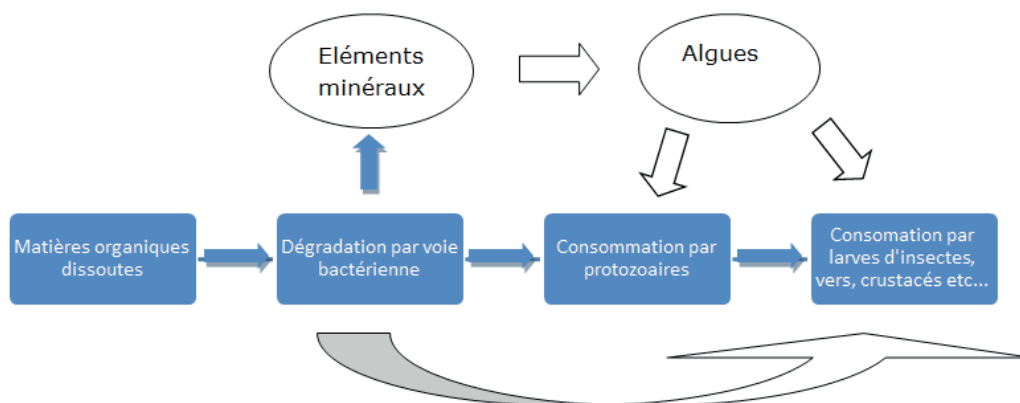 Eléments
minéraux
Algues
Matières organiques
dissoutes
Dégradation par voie
bactérienne
Consommation par
protozoaires
Consomation par
larves d'insectes,
vers, crustacés etc...